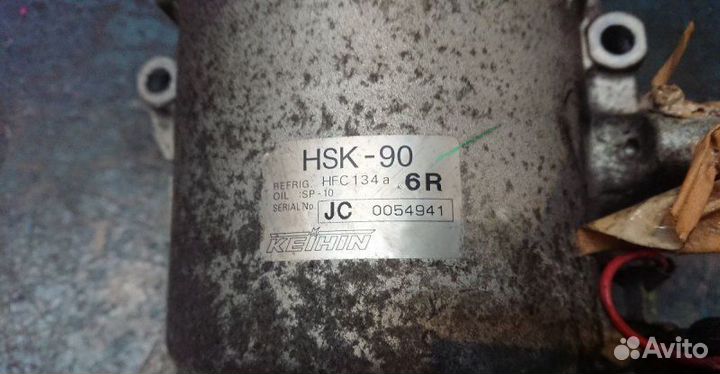 HSK-90
REFRIG. HFC134a 6R
OIL SP-10
SERIAL No. JC 0054941
KEIHIN
Avito